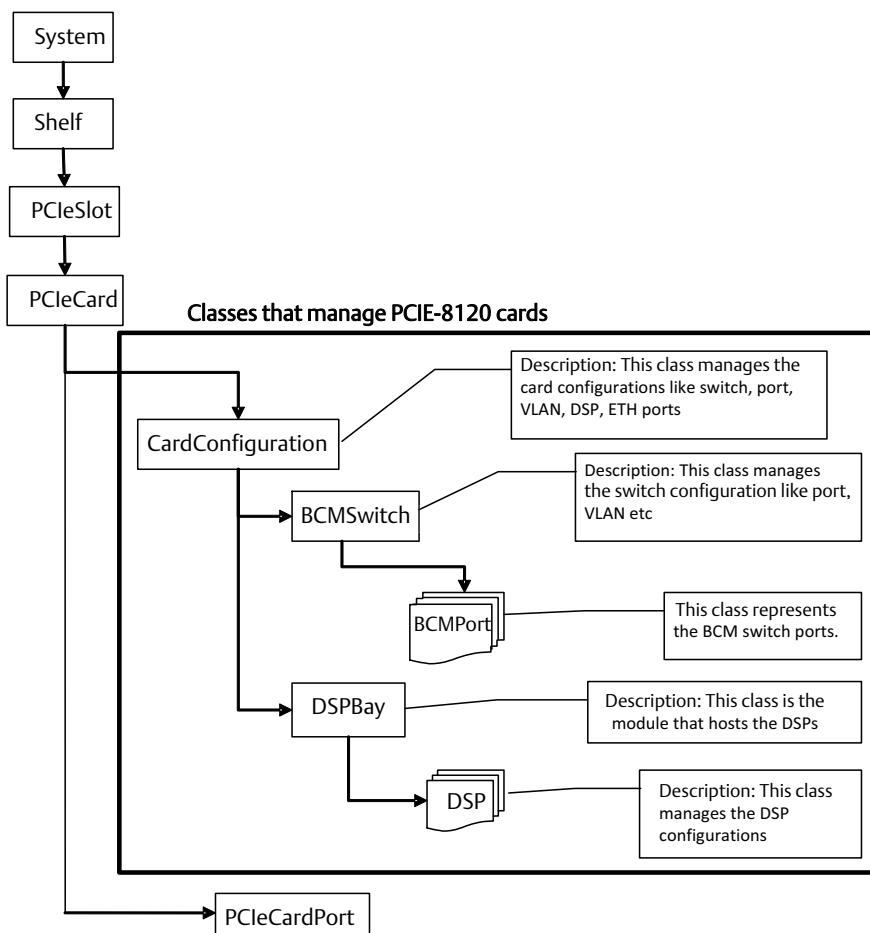 System
Shelf
PCIeSlot
PCIeCard
Classes that manage PCIE-8120 cards
Description: This class manages the
card configurations like switch, port,
VLAN, DSP, ETH ports
CardConfiguration
Description: This class manages
the switch configuration like port,
VLAN etc
BCMSwitch
BCMPort
This class represents
the BCM switch ports.
DSPBay
Description: This class is the
module that hosts the DSPs
DSP
Description: This class
manages the DSP
configurations
PCIeCardPort